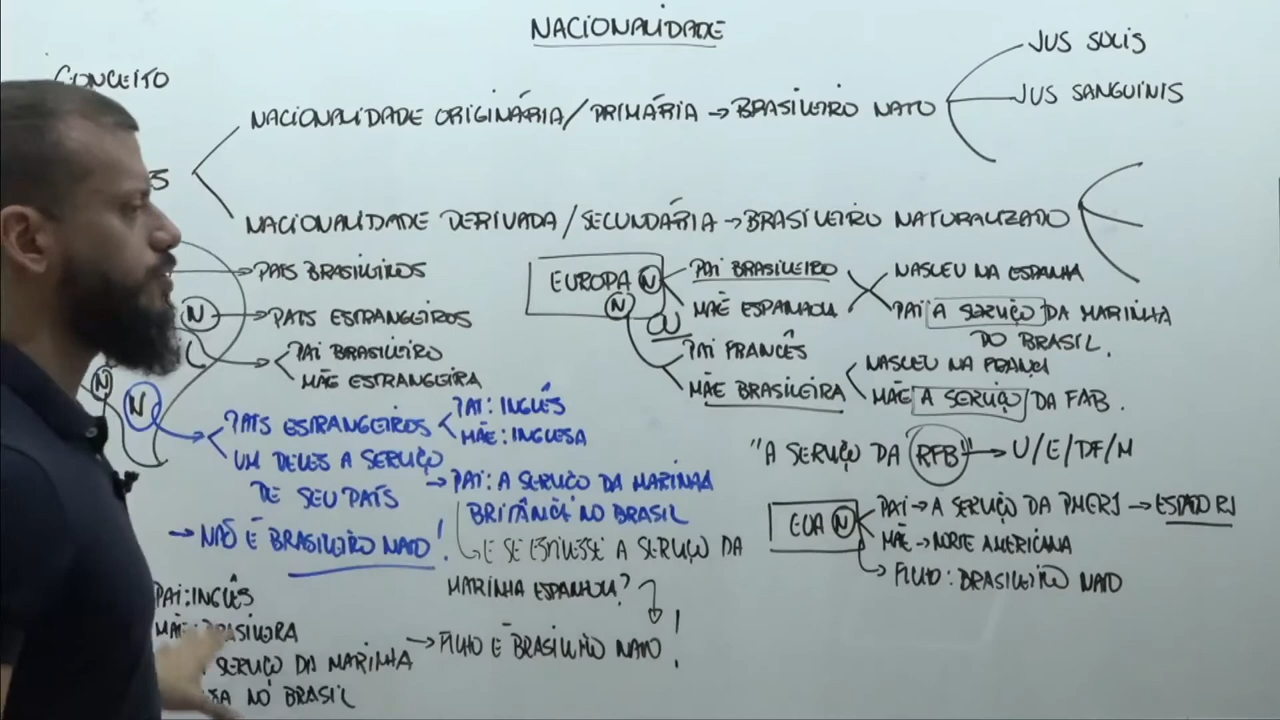 NACIONALIDADE
CONCEITO
NACIONALIDADE ORIGINÁRIA/PRIMÁRIA → BRASILEIRO NATO
JUS SOLIS
JUS SANGUINIS
ES
NACIONALIDADE DERIVADA/SECUNDÁRIA → BRASILEIRO NATURALIZADO
PAIS BRASILEIROS
N → PAIS ESTRANGEIROS
PAI BRASILEIRO
MÃE ESTRANGEIRA
N
N
PAIS ESTRANGEIROS
PAI: INGLÊS
MÃE: INGLESA
UM DELES A SERVIÇO
DE SEU PAÍS
→ PAI: A SERVIÇO DA MARINHA
BRITÂNICA NO BRASIL
→ NÃO É BRASILEIRO NATO!
E SE ESTIVESSE A SERVIÇO DA
MARINHA ESPANHOLA?
PAI: INGLÊS
MÃE: BRASILEIRA
SERVIÇO DA MARINHA
NO BRASIL
→ FILHO É BRASILEIRO NATO!
EUROPA N
N
PAI BRASILEIRO
MÃE ESPANHOLA
NASCEU NA ESPANHA
PAI A SERVIÇO DA MARINHA
DO BRASIL.
OU
PAI FRANCÊS
MÃE BRASILEIRA
NASCEU NA FRANÇA
MÃE A SERVIÇO DA FAB.
"A SERVIÇO DA RFB" → U/E/DF/M
EUA N
PAI → A SERVIÇO DA PMERJ → ESTADO RJ
MÃE → NORTE AMERICANA
→ FILHO: BRASILEIRO NATO